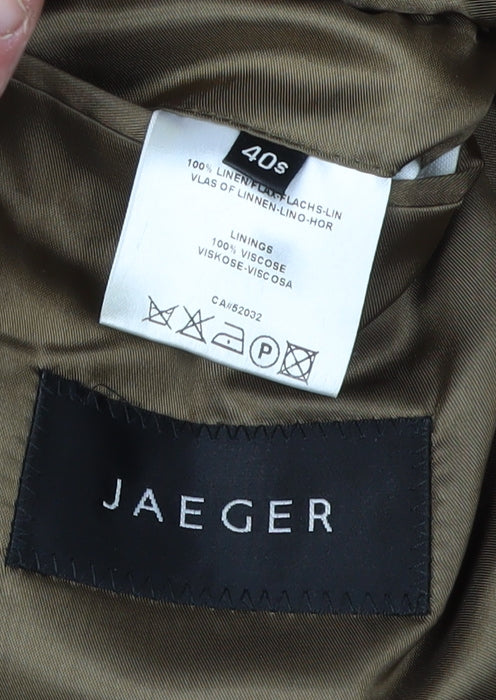 40s
100% LINEN/FLAX-FLACHS-LIN
VLAS OF LINNEN-LINO-HOR
LININGS
100% VISCOSE
VISKOSE-VISCOSA
CA#52032
P
JAEGER